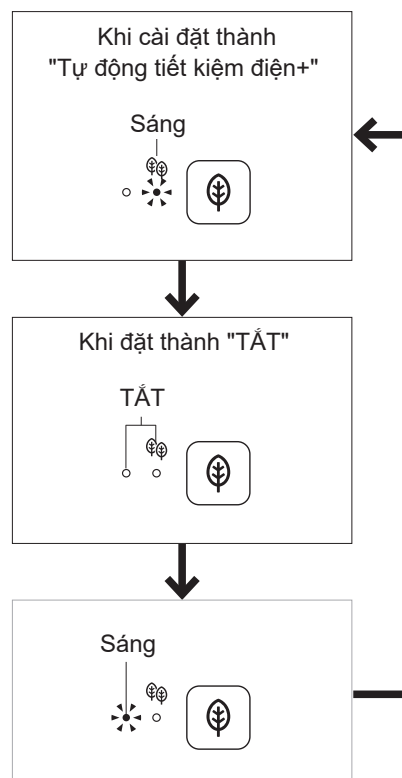 Khi cài đặt thành
"Tự động tiết kiệm điện+"
Sáng
Khi đặt thành "TẮT"
TẮT
Sáng